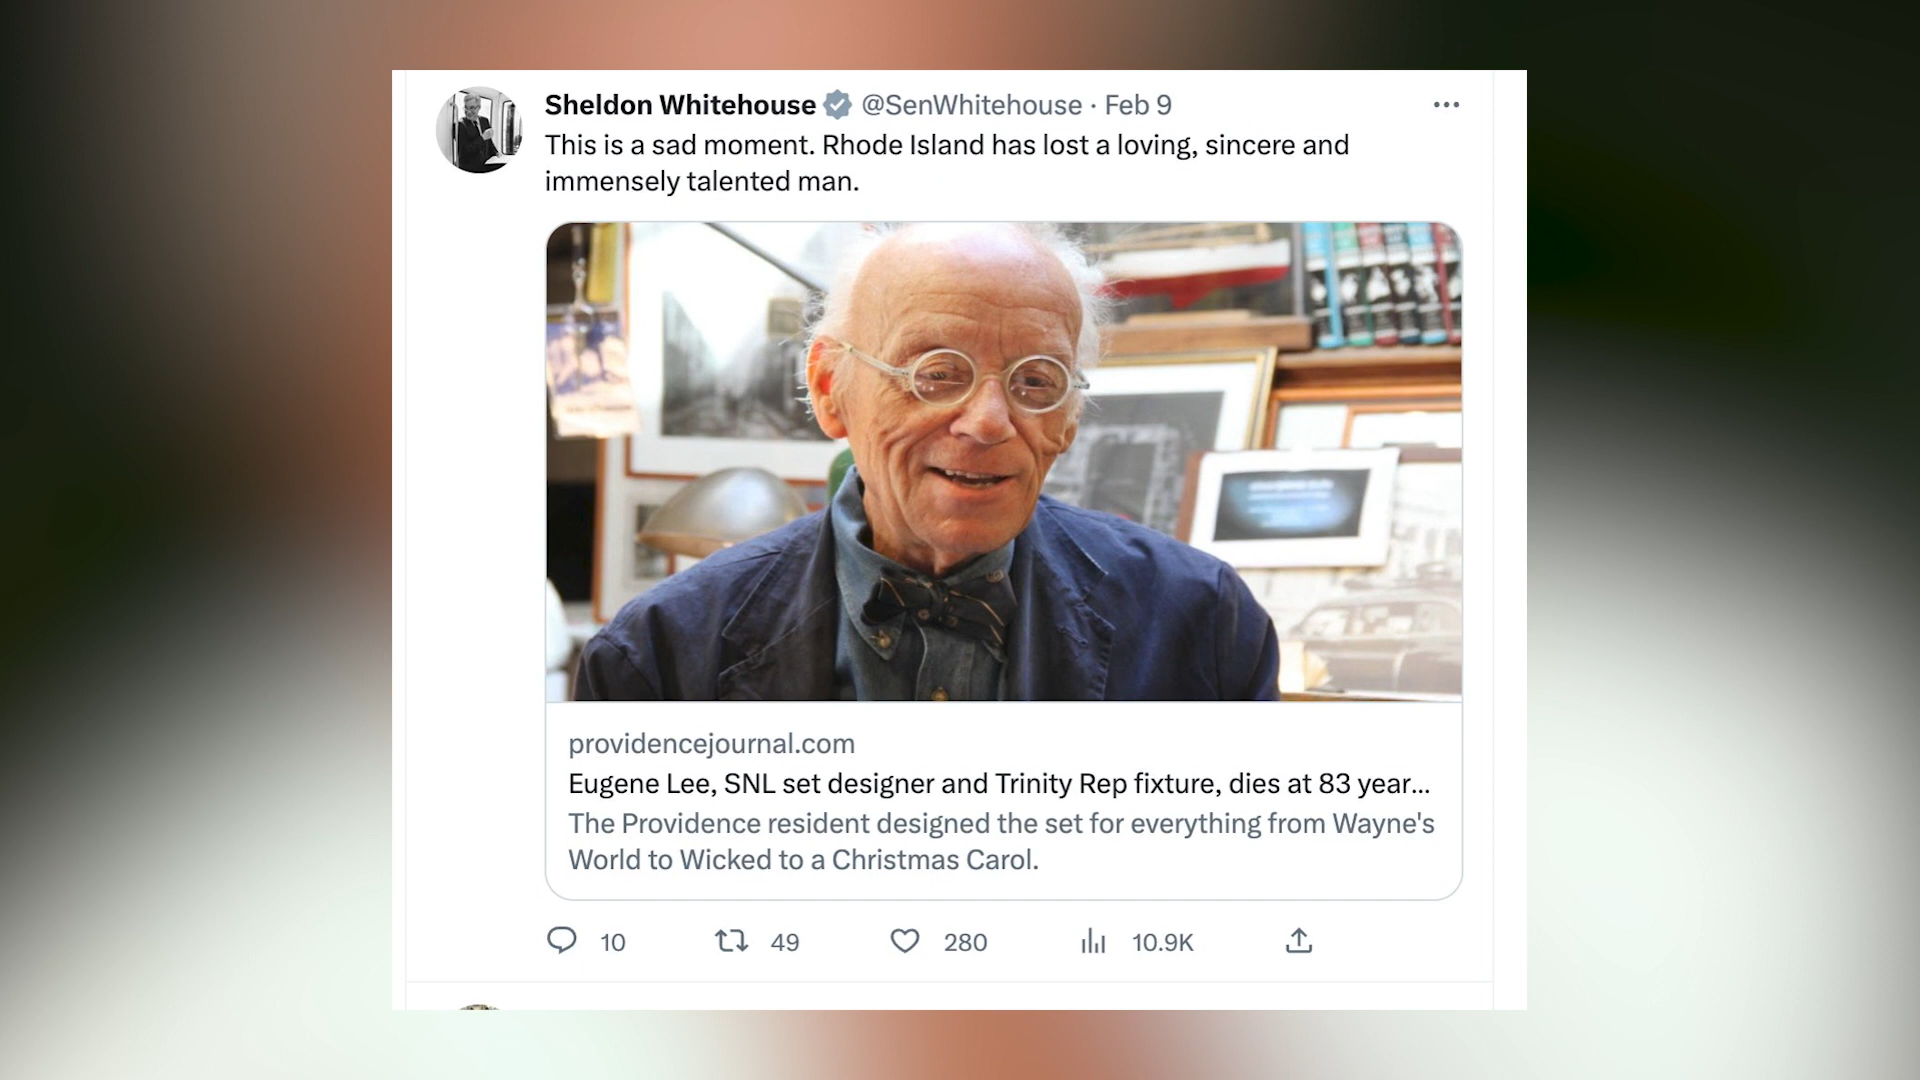 Sheldon Whitehouse @SenWhitehouse · Feb 9
This is a sad moment. Rhode Island has lost a loving, sincere and
immensely talented man.
providencejournal.com
Eugene Lee, SNL set designer and Trinity Rep fixture, dies at 83 year...
The Providence resident designed the set for everything from Wayne's
World to Wicked to a Christmas Carol.
10 49 280 10.9K